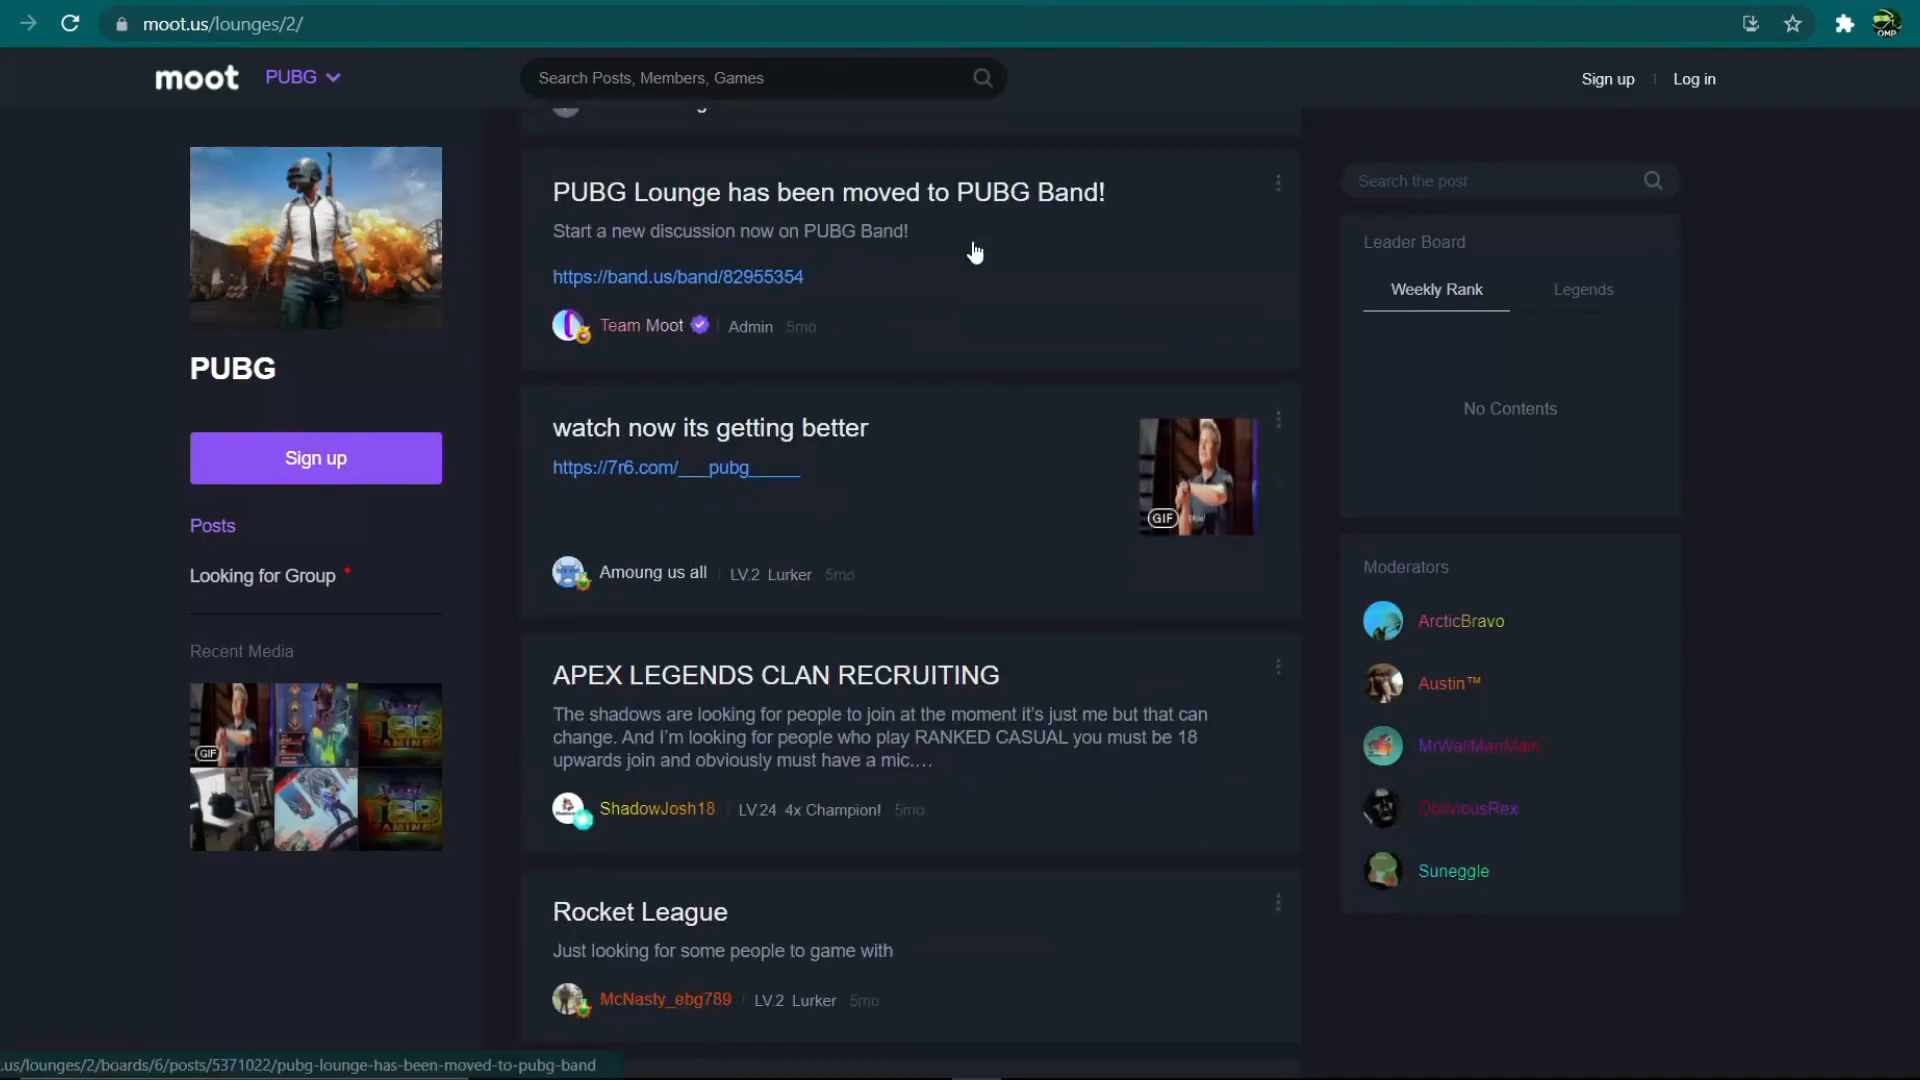 moot.us/lounges/2/
OMP
moot
PUBG
Search Posts, Members, Games
Sign up
Log in
PUBG
Sign up
Posts
Looking for Group
Recent Media
GIF
PUBG Lounge has been moved to PUBG Band!
Start a new discussion now on PUBG Band!
https://band.us/band/82955354
Team Moot | Admin 5mo
watch now its getting better
https://7r6.com/___pubg_____
GIF
Amoung us all | LV.2 Lurker 5mo
APEX LEGENDS CLAN RECRUITING
The shadows are looking for people to join at the moment it's just me but that can
change. And I'm looking for people who play RANKED CASUAL you must be 18
upwards join and obviously must have a mic....
ShadowJosh18 | LV.24 4x Champion! 5mo
Rocket League
Just looking for some people to game with
McNasty_ebg789 | LV.2 Lurker 5mo
Search the post
Leader Board
Weekly Rank
Legends
No Contents
Moderators
ArcticBravo
Austin™
MrWallManMain
ObliviousRex
Suneggle
.us/lounges/2/boards/6/posts/5371022/pubg-lounge-has-been-moved-to-pubg-band